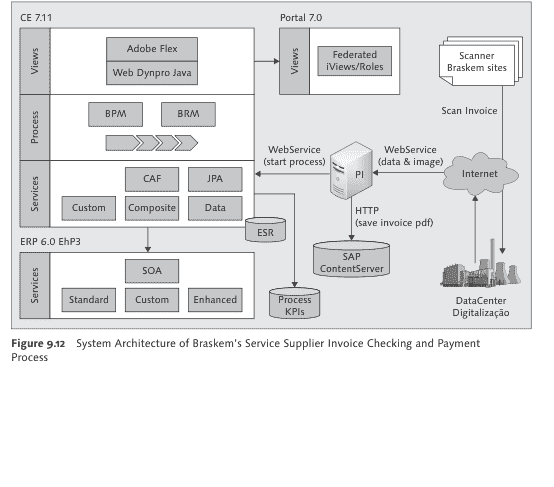 CE 7.11
Portal 7.0
Views
Adobe Flex
Web Dynpro Java
Views
Federated
iViews/Roles
Scanner
Braskem sites
Scan Invoice
Process
BPM
BRM
WebService
(start process)
PI
WebService
(data & image)
Internet
Services
CAF
JPA
Custom
Composite
Data
ESR
HTTP
(save invoice pdf)
SAP
ContentServer
ERP 6.0 EhP3
Services
SOA
Standard
Custom
Enhanced
Process
KPIs
DataCenter
Digitalização
Figure 9.12 System Architecture of Braskem's Service Supplier Invoice Checking and Payment
Process